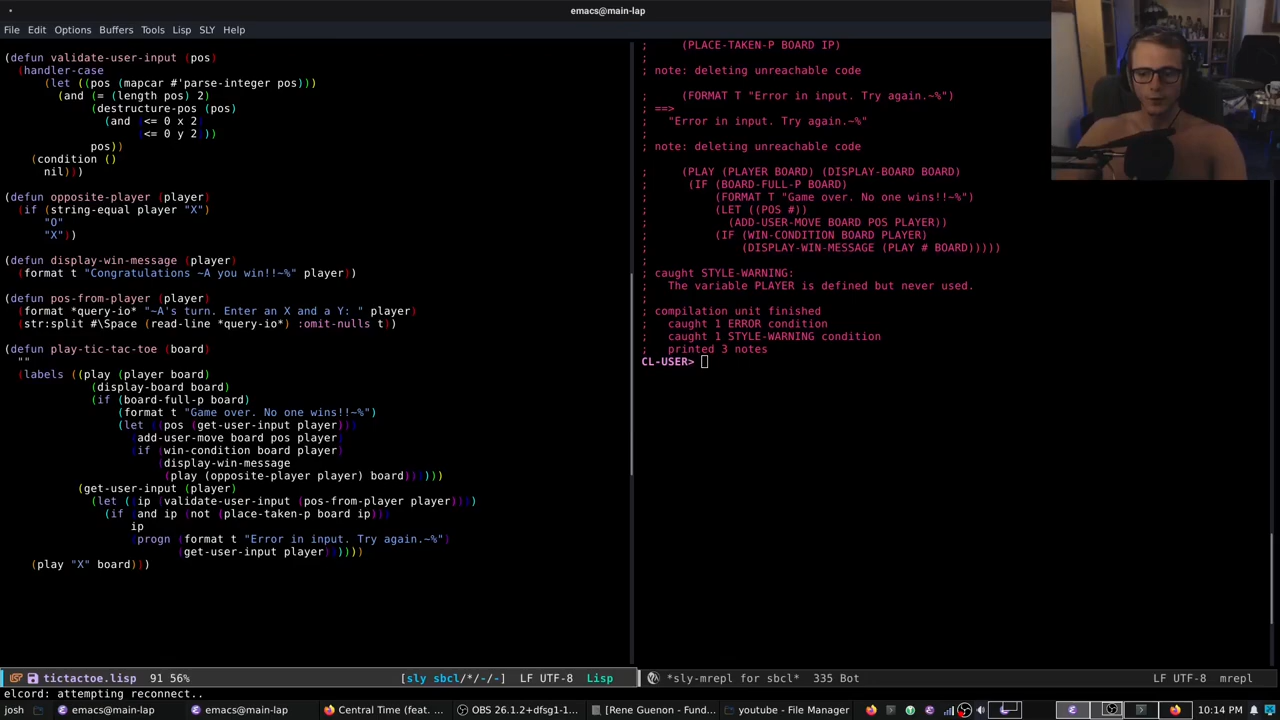 emacs@main-lap
File Edit Options Buffers Tools Lisp SLY Help
(defun validate-user-input (pos)
(handler-case
(let ((pos (mapcar #'parse-integer pos)))
(and (= (length pos) 2)
(destructure-pos (pos)
(and (<= 0 x 2)
(<= 0 y 2)))
pos))
(condition ()
nil)))
(defun opposite-player (player)
(if (string-equal player "X")
"O"
"X"))
(defun display-win-message (player)
(format t "Congratulations ~A you win!!~%" player))
(defun pos-from-player (player)
(format *query-io* "~A's turn. Enter an X and a Y: " player)
(str:split #\Space (read-line *query-io*) :omit-nulls t))
(defun play-tic-tac-toe (board)
""
(labels ((play (player board)
(display-board board)
(if (board-full-p board)
(format t "Game over. No one wins!!~%")
(let ((pos (get-user-input player)))
(add-user-move board pos player)
(if (win-condition board player)
(display-win-message
(play (opposite-player player) board))))))
(get-user-input (player)
(let ((ip (validate-user-input (pos-from-player player))))
(if (and ip (not (place-taken-p board ip)))
ip
(progn (format t "Error in input. Try again.~%")
(get-user-input player))))))
(play "X" board)))
; (PLACE-TAKEN-P BOARD IP)
;
; note: deleting unreachable code
;
; (FORMAT T "Error in input. Try again.~%")
; ==>
; "Error in input. Try again.~%"
;
; note: deleting unreachable code
;
; (PLAY (PLAYER BOARD) (DISPLAY-BOARD BOARD)
; (IF (BOARD-FULL-P BOARD)
; (FORMAT T "Game over. No one wins!!~%")
; (LET ((POS #))
; (ADD-USER-MOVE BOARD POS PLAYER))
; (IF (WIN-CONDITION BOARD PLAYER)
; (DISPLAY-WIN-MESSAGE (PLAY # BOARD)))))
;
; caught STYLE-WARNING:
; The variable PLAYER is defined but never used.
;
; compilation unit finished
; caught 1 ERROR condition
; caught 1 STYLE-WARNING condition
; printed 3 notes
CL-USER>
tictactoe.lisp 91 56% [sly sbcl/*/-/-] LF UTF-8 Lisp
*sly-mrepl for sbcl* 335 Bot LF UTF-8 mrepl
elcord: attempting reconnect..
josh emacs@main-lap emacs@main-lap Central Time (feat. ... OBS 26.1.2+dfsg1-1... [Rene Guenon - Fund... youtube - File Manager 10:14 PM